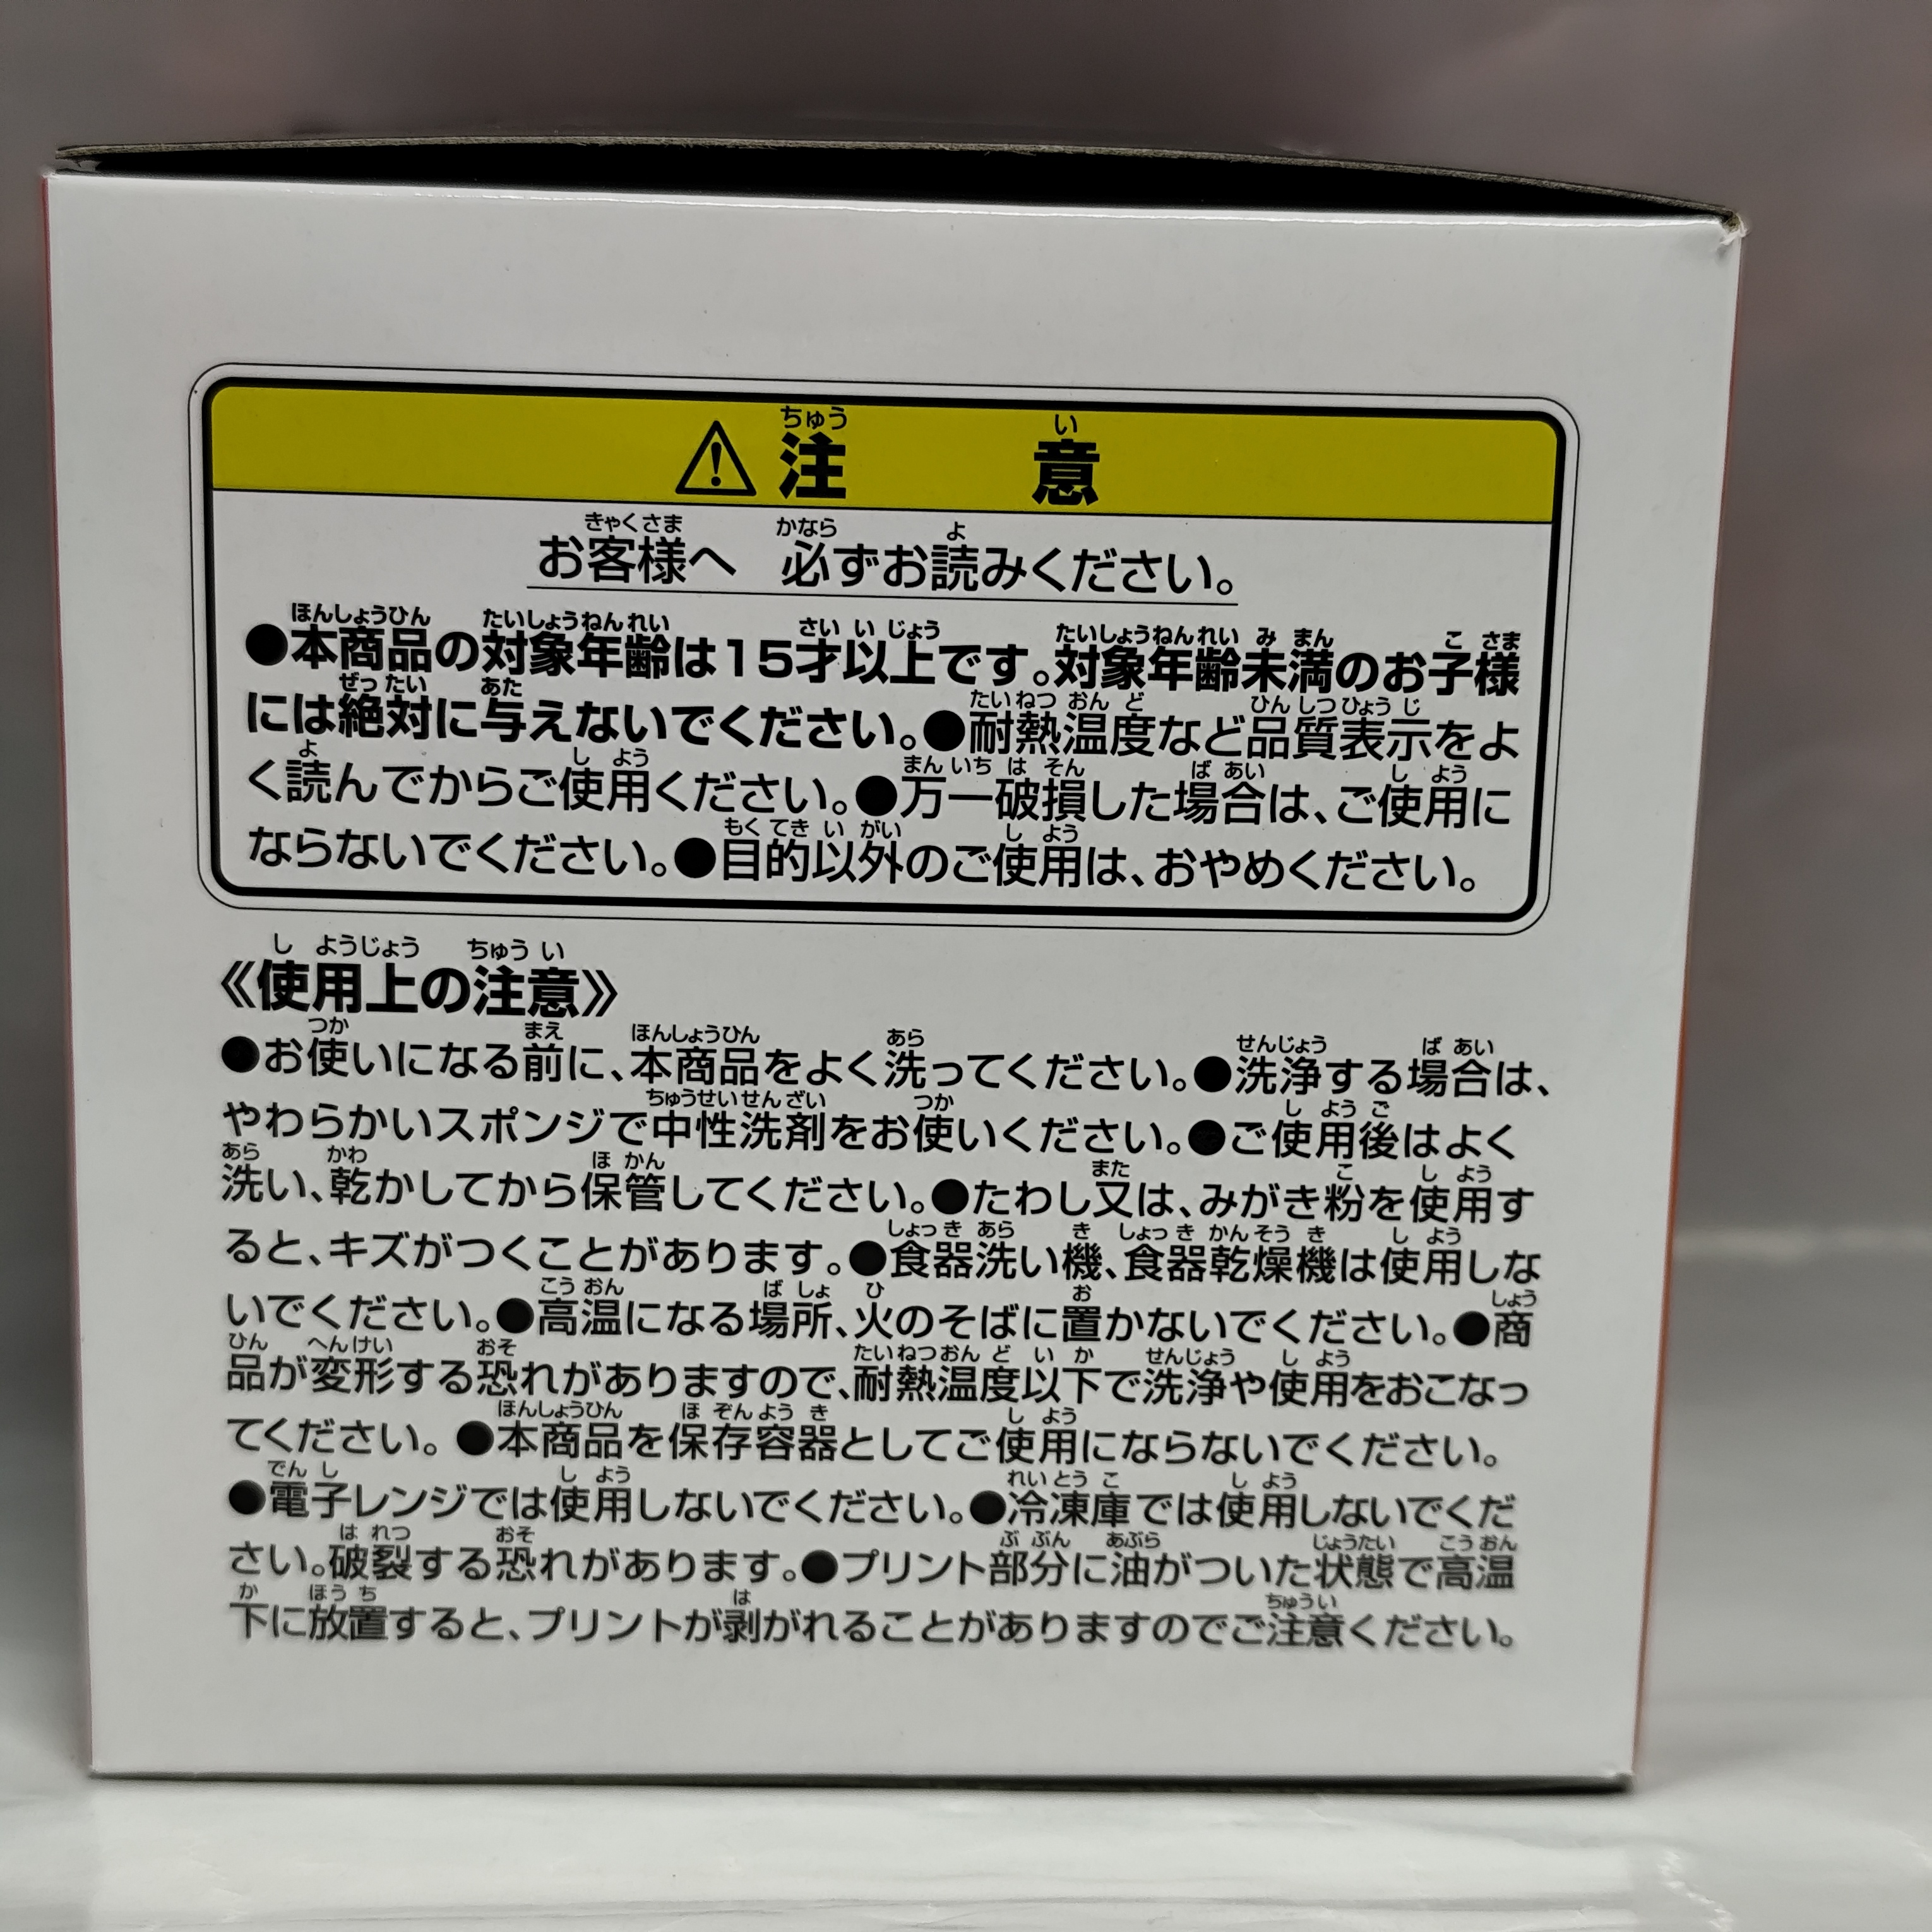 ⚠注意
お客様へ 必ずお読みください。
●本商品の対象年齢は15才以上です。対象年齢未満のお子様
には絶対に与えないでください。●耐熱温度など品質表示をよ
く読んでからご使用ください。●万一破損した場合は、ご使用に
ならないでください。●目的以外のご使用は、おやめください。
《使用上の注意》
●お使いになる前に、本商品をよく洗ってください。●洗浄する場合は、
やわらかいスポンジで中性洗剤をお使いください。●ご使用後はよく
洗い、乾かしてから保管してください。●たわし又は、みがき粉を使用す
ると、キズがつくことがあります。●食器洗い機、食器乾燥機は使用しな
いでください。●高温になる場所、火のそばに置かないでください。●商
品が変形する恐れがありますので、耐熱温度以下で洗浄や使用をおこなっ
てください。●本商品を保存容器としてご使用にならないでください。
●電子レンジでは使用しないでください。●冷凍庫では使用しないでくだ
さい。破裂する恐れがあります。●プリント部分に油がついた状態で高温
下に放置すると、プリントが剥がれることがありますのでご注意ください。